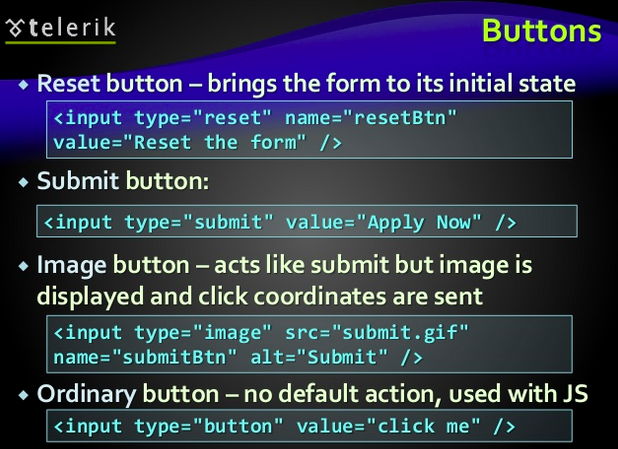 telerik
Buttons
Reset button – brings the form to its initial state
<input type="reset" name="resetBtn"
value="Reset the form" />
Submit button:
<input type="submit" value="Apply Now" />
Image button – acts like submit but image is
displayed and click coordinates are sent
<input type="image" src="submit.gif"
name="submitBtn" alt="Submit" />
Ordinary button – no default action, used with JS
<input type="button" value="click me" />